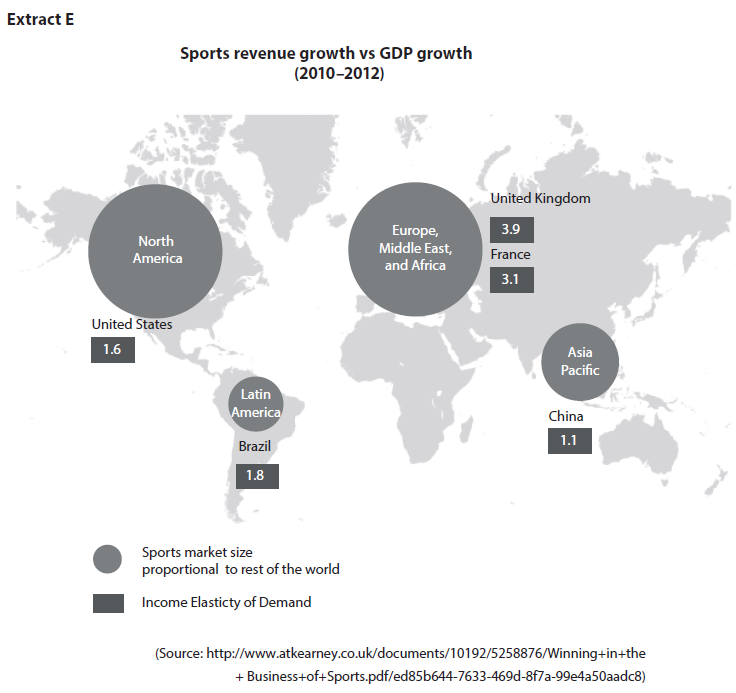 Extract E
Sports revenue growth vs GDP growth
(2010–2012)
North
America
United States
1.6
Europe,
Middle East,
and Africa
United Kingdom
3.9
France
3.1
Latin
America
Brazil
1.8
Asia
Pacific
China
1.1
Sports market size
proportional to rest of the world
Income Elasticty of Demand
(Source: http://www.atkearney.co.uk/documents/10192/5258876/Winning+in+the
+ Business+of+Sports.pdf/ed85b644-7633-469d-8f7a-99e4a50aadc8)